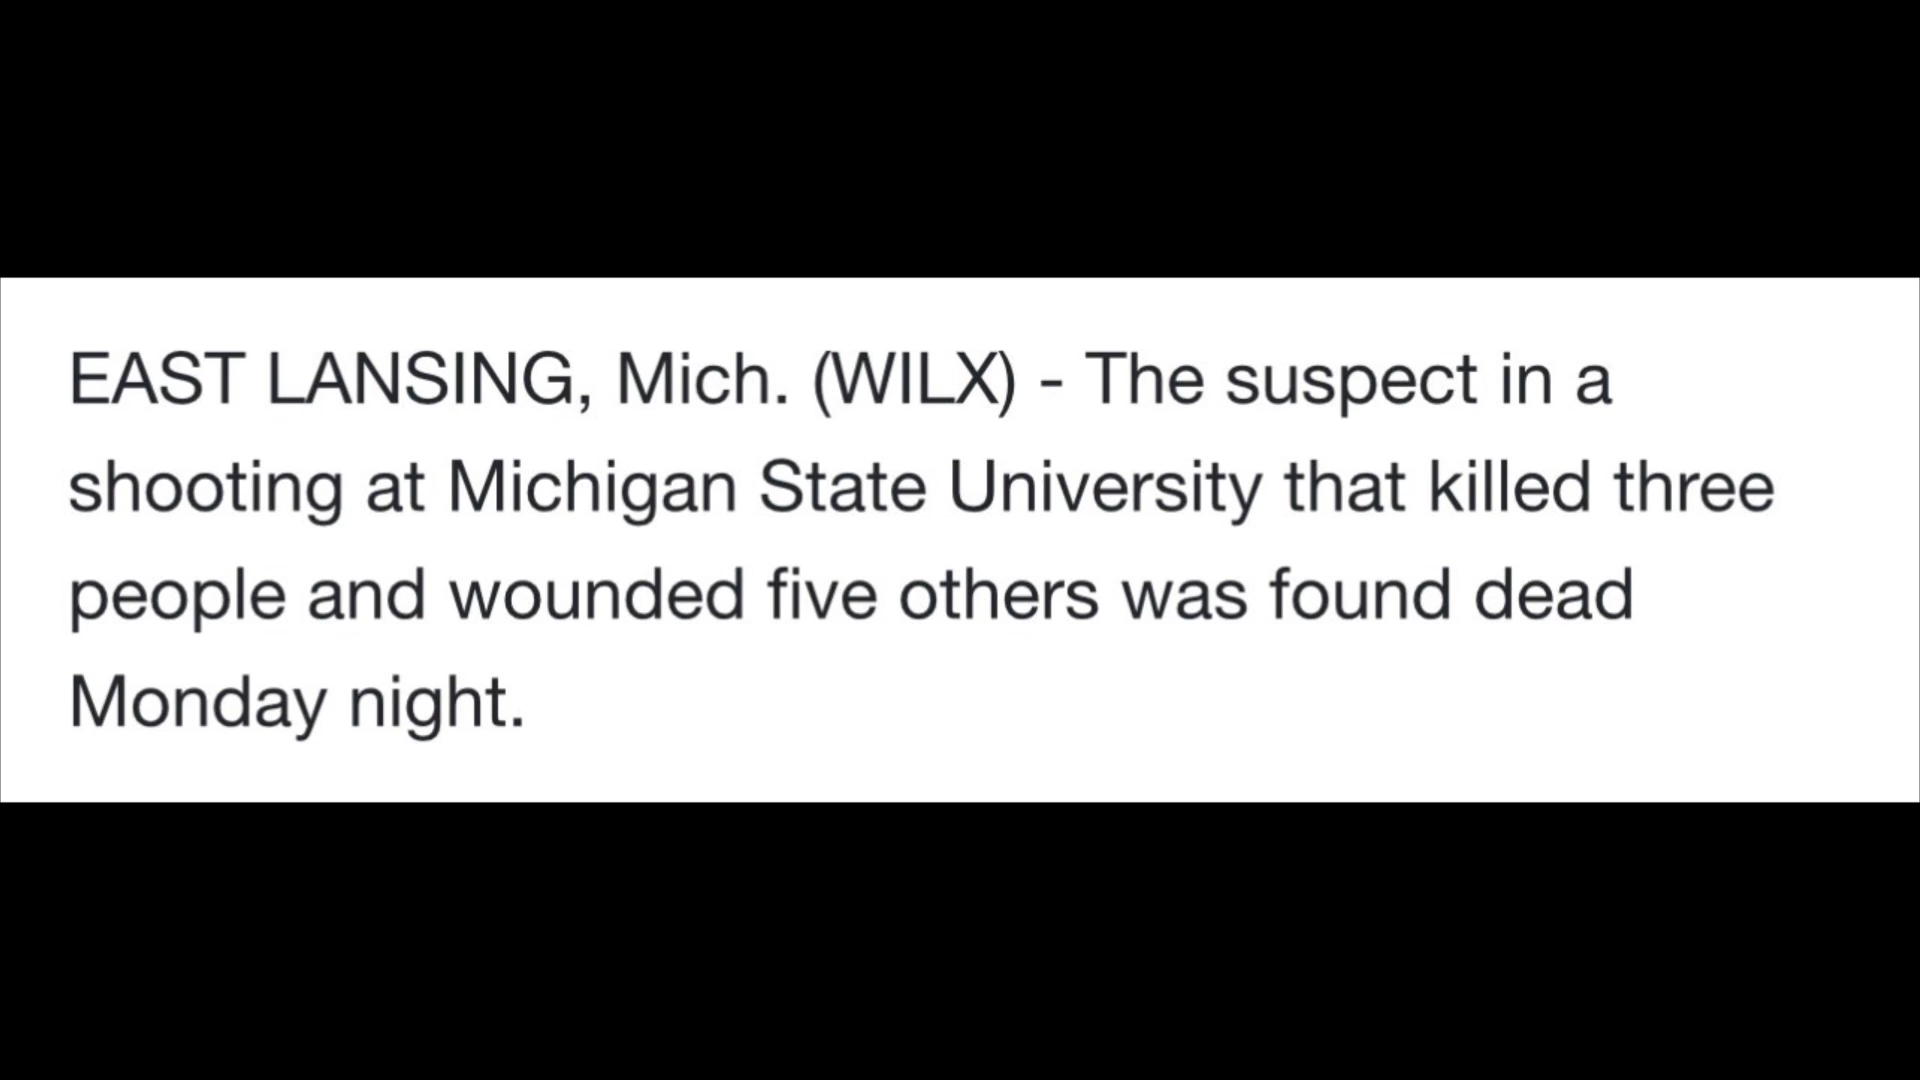 EAST LANSING, Mich. (WILX) - The suspect in a
shooting at Michigan State University that killed three
people and wounded five others was found dead
Monday night.